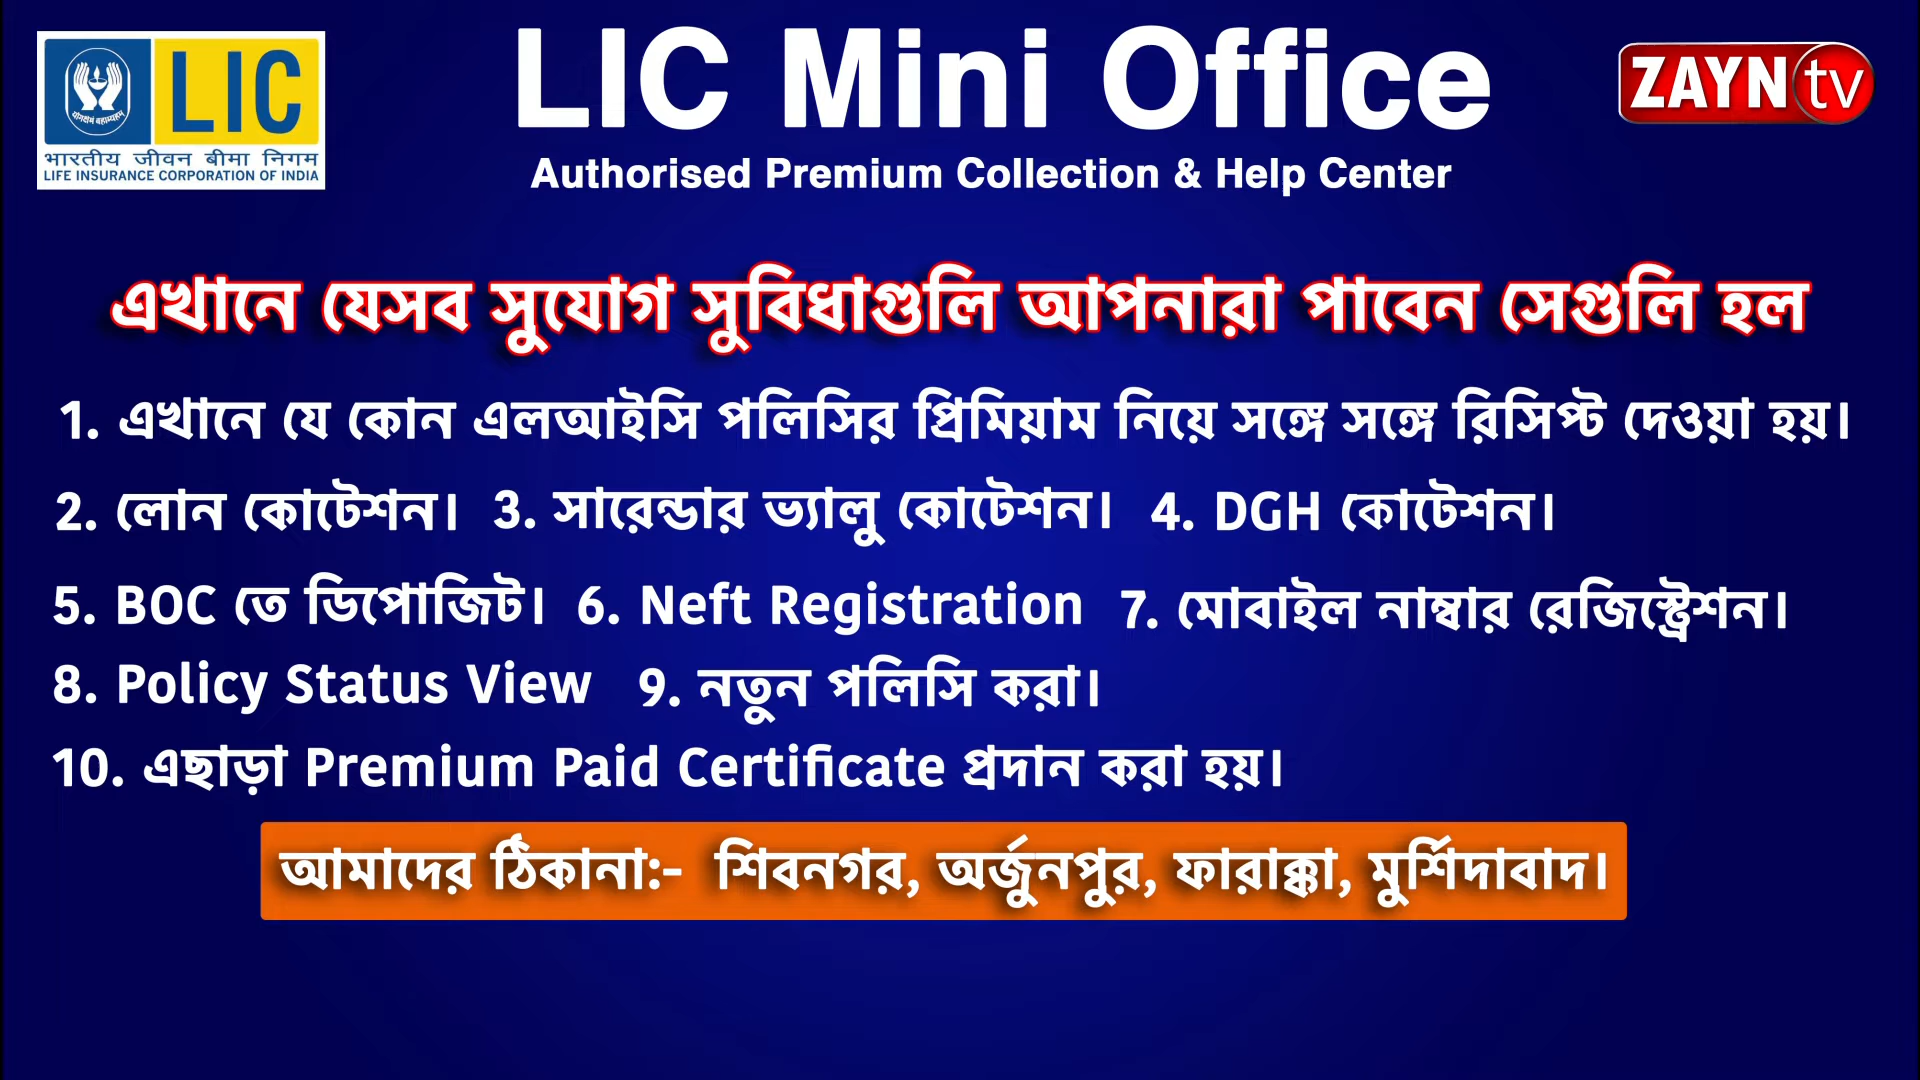 LIC
योगक्षेमं वहाम्यहम्
भारतीय जीवन बीमा निगम
LIFE INSURANCE CORPORATION OF INDIA
LIC Mini Office
Authorised Premium Collection & Help Center
ZAYN tv
এখানে যেসব সুযোগ সুবিধাগুলি আপনারা পাবেন সেগুলি হল
1. এখানে যে কোন এলআইসি পলিসির প্রিমিয়াম নিয়ে সঙ্গে সঙ্গে রিসিপ্ট দেওয়া হয়।
2. লোন কোটেশন। 3. সারেন্ডার ভ্যালু কোটেশন। 4. DGH কোটেশন।
5. BOC তে ডিপোজিট। 6. Neft Registration 7. মোবাইল নাম্বার রেজিস্ট্রেশন।
8. Policy Status View 9. নতুন পলিসি করা।
10. এছাড়া Premium Paid Certificate প্রদান করা হয়।
আমাদের ঠিকানা:- শিবনগর, অর্জুনপুর, ফারাক্কা, মুর্শিদাবাদ।